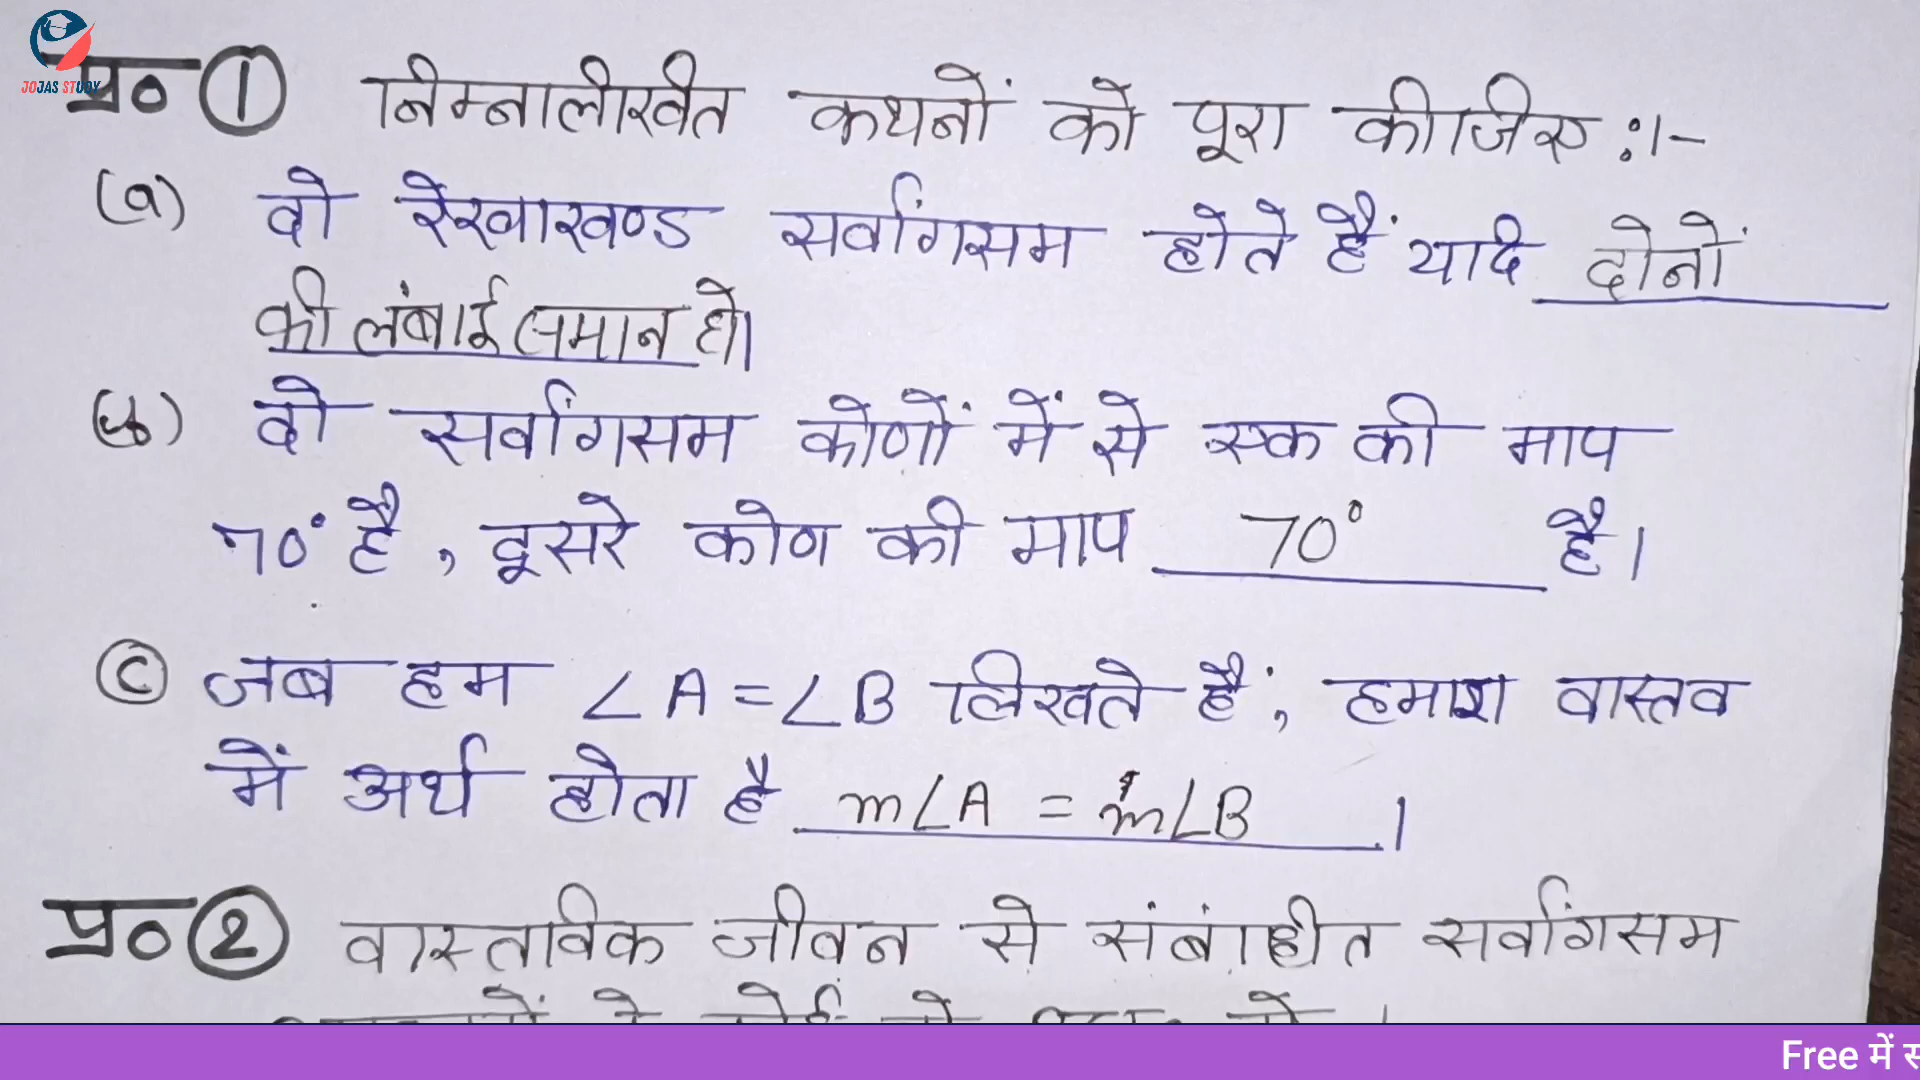 JOJAS STUDY
प्र० ① निम्नलिखित कथनों को पूरा कीजिए :।-
(a) दो रेखाखण्ड सर्वांगसम होते हैं यदि दोनों
की लंबाई समान हो।
(b) दो सर्वांगसम कोणों में से एक की माप
70° है, दूसरे कोण की माप 70° है।
Ⓒ जब हम ∠A = ∠B लिखते हैं, हमारा वास्तव
में अर्थ होता है m∠A = m∠B ।
प्र० ② वास्तविक जीवन से संबंधित सर्वांगसम
Free में